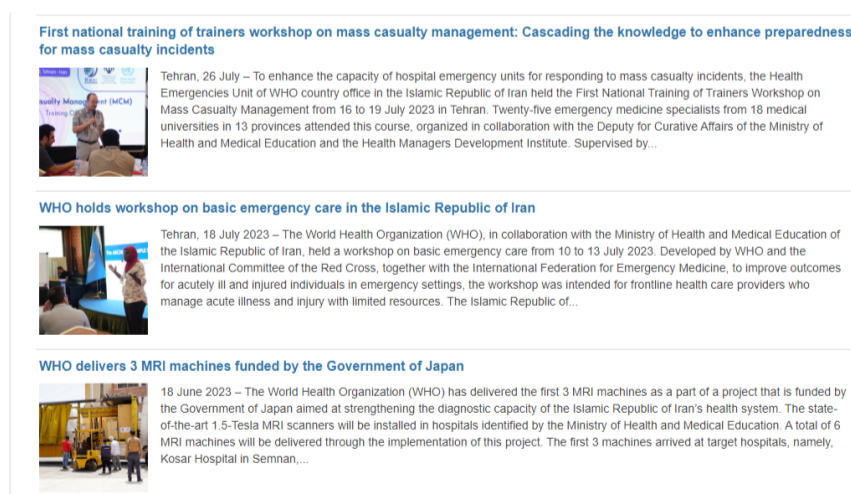 First national training of trainers workshop on mass casualty management: Cascading the knowledge to enhance preparedness
for mass casualty incidents
(MCM)
Training
Tehran, 26 July – To enhance the capacity of hospital emergency units for responding to mass casualty incidents, the Health
Emergencies Unit of WHO country office in the Islamic Republic of Iran held the First National Training of Trainers Workshop on
Mass Casualty Management from 16 to 19 July 2023 in Tehran. Twenty-five emergency medicine specialists from 18 medical
universities in 13 provinces attended this course, organized in collaboration with the Deputy for Curative Affairs of the Ministry of
Health and Medical Education and the Health Managers Development Institute. Supervised by...
WHO holds workshop on basic emergency care in the Islamic Republic of Iran
Tehran, 18 July 2023 – The World Health Organization (WHO), in collaboration with the Ministry of Health and Medical Education of
the Islamic Republic of Iran, held a workshop on basic emergency care from 10 to 13 July 2023. Developed by WHO and the
International Committee of the Red Cross, together with the International Federation for Emergency Medicine, to improve outcomes
for acutely ill and injured individuals in emergency settings, the workshop was intended for frontline health care providers who
manage acute illness and injury with limited resources. The Islamic Republic of...
WHO delivers 3 MRI machines funded by the Government of Japan
18 June 2023 – The World Health Organization (WHO) has delivered the first 3 MRI machines as a part of a project that is funded by
the Government of Japan aimed at strengthening the diagnostic capacity of the Islamic Republic of Iran's health system. The state-
of-the-art 1.5-Tesla MRI scanners will be installed in hospitals identified by the Ministry of Health and Medical Education. A total of 6
MRI machines will be delivered through the implementation of this project. The first 3 machines arrived at target hospitals, namely,
Kosar Hospital in Semnan,...